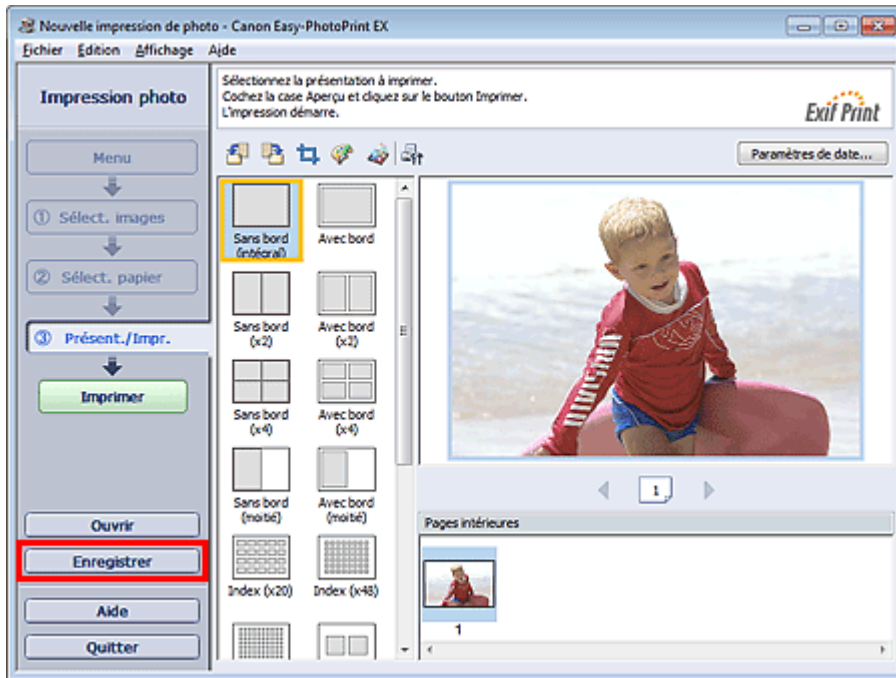 Nouvelle impression de photo - Canon Easy-PhotoPrint EX
Fichier Edition Affichage Aide
Impression photo
Sélectionnez la présentation à imprimer.
Cochez la case Aperçu et cliquez sur le bouton Imprimer.
L'impression démarre.
Exif Print
Menu
① Sélect. images
② Sélect. papier
③ Présent./Impr.
Imprimer
Ouvrir
Enregistrer
Aide
Quitter
Paramètres de date...
Sans bord
(intégral)
Avec bord
Sans bord
(x2)
Avec bord
(x2)
Sans bord
(x4)
Avec bord
(x4)
Sans bord
(moitié)
Avec bord
(moitié)
Index (x20)
Index (x48)
1
Pages intérieures
1